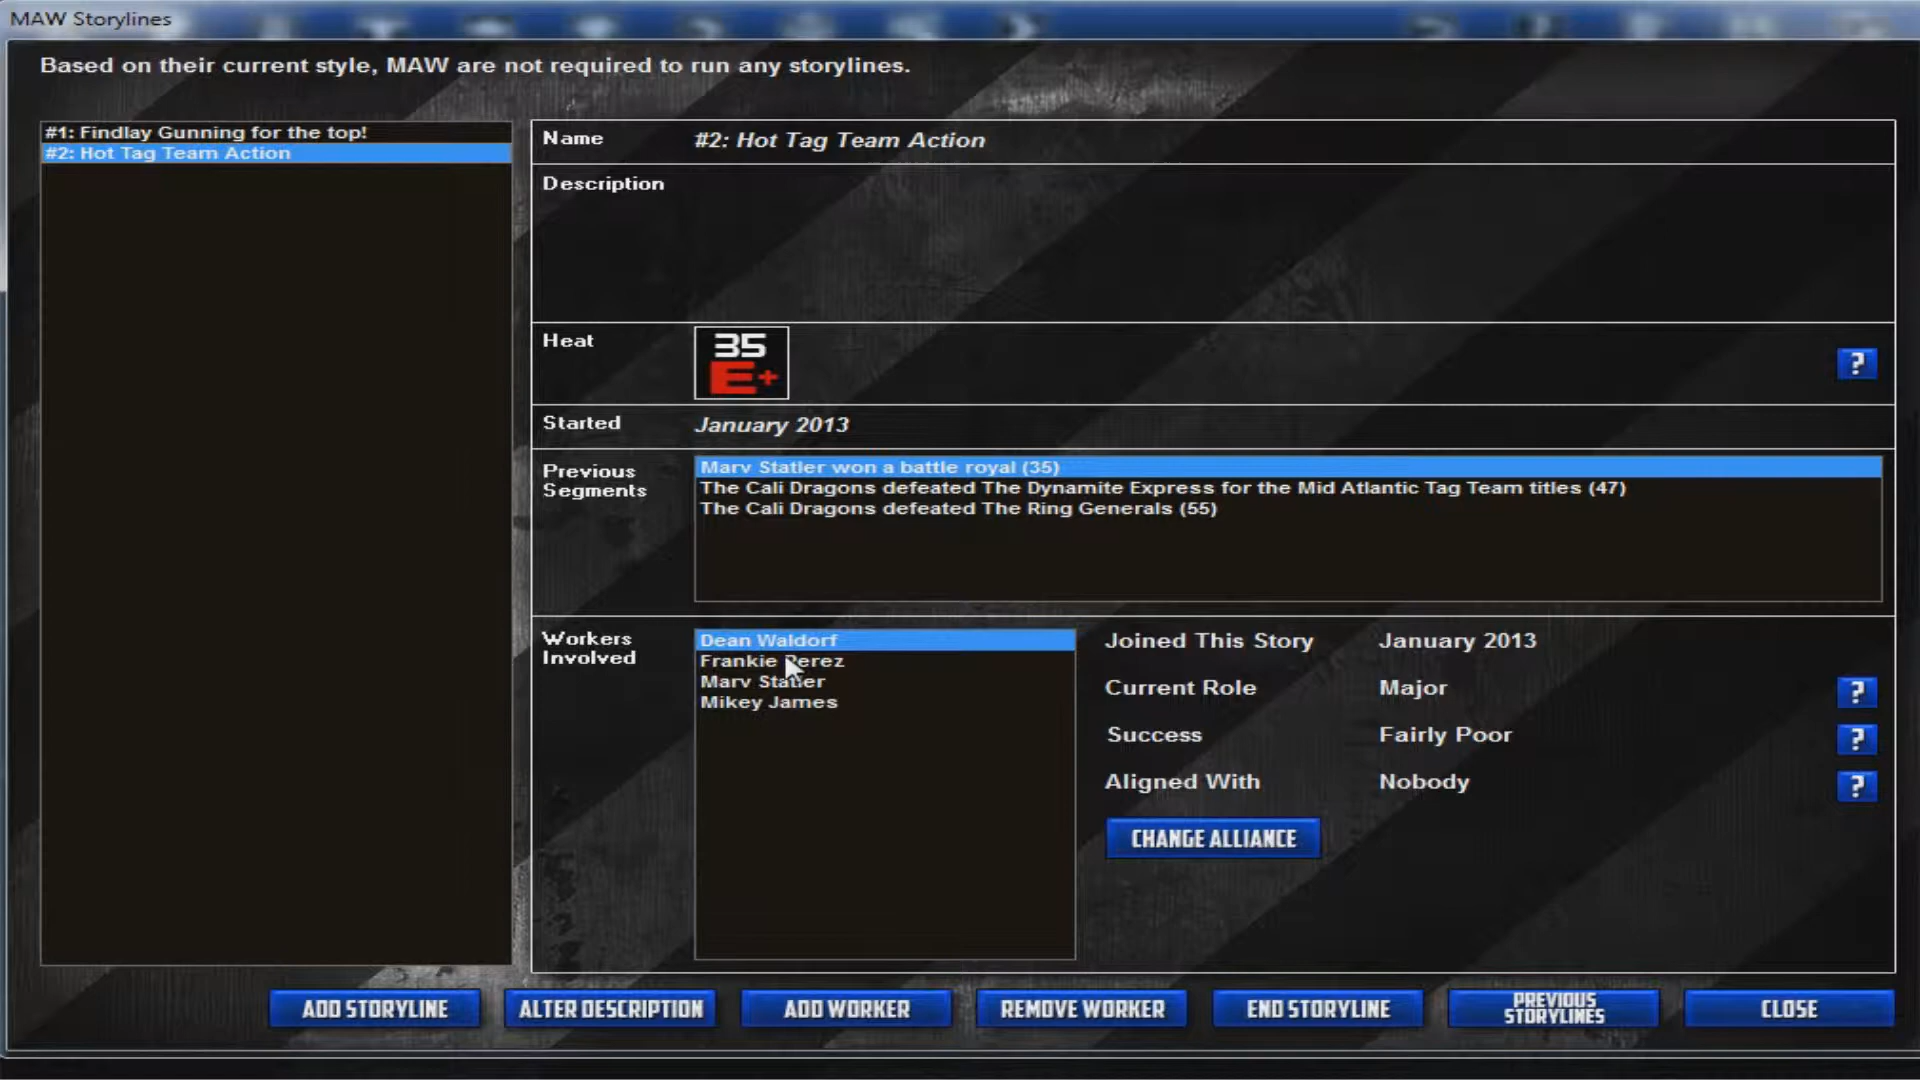 MAW Storylines
Based on their current style, MAW are not required to run any storylines.
#1: Findlay Gunning for the top!
#2: Hot Tag Team Action
Name
#2: Hot Tag Team Action
Description
Heat
35
E+
?
Started
January 2013
Previous
Segments
Marv Statler won a battle royal (35)
The Cali Dragons defeated The Dynamite Express for the Mid Atlantic Tag Team titles (47)
The Cali Dragons defeated The Ring Generals (55)
Workers
Involved
Dean Waldorf
Frankie Perez
Marv Statler
Mikey James
Joined This Story
January 2013
Current Role
Major
?
Success
Fairly Poor
?
Aligned With
Nobody
?
CHANGE ALLIANCE
ADD STORYLINE
ALTER DESCRIPTION
ADD WORKER
REMOVE WORKER
END STORYLINE
PREVIOUS
STORYLINES
CLOSE